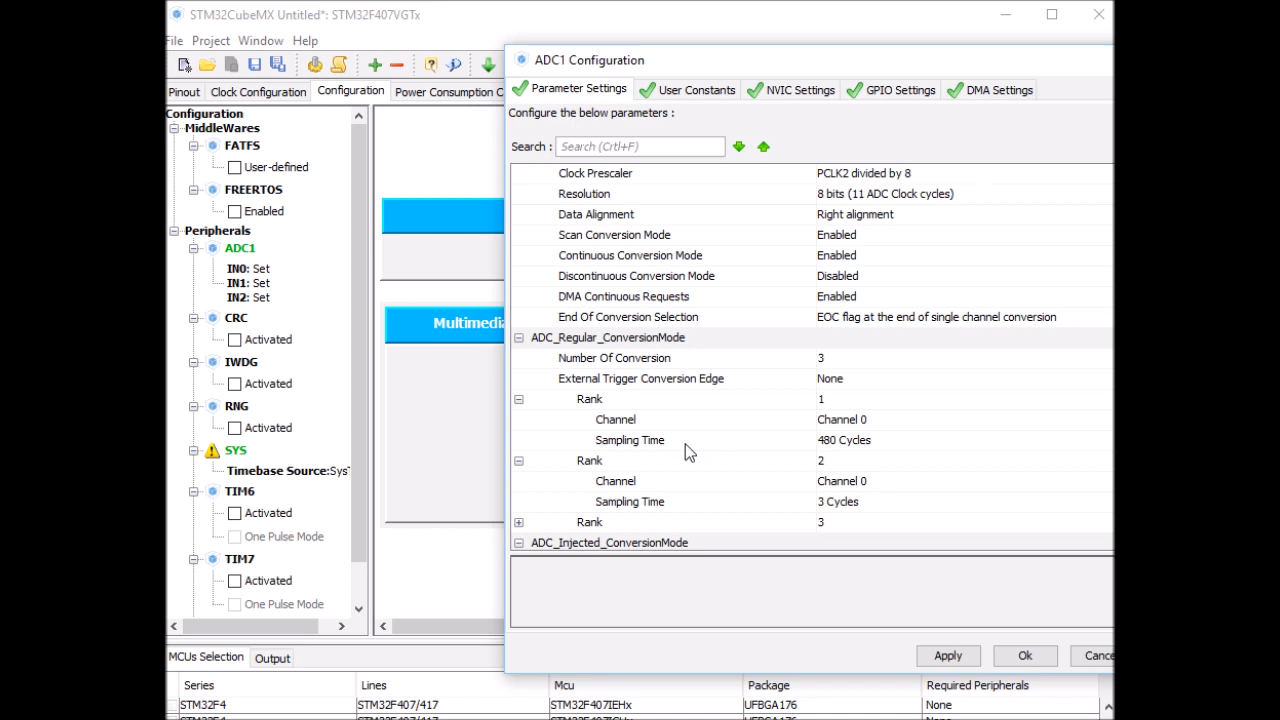 STM32CubeMX Untitled*: STM32F407VGTx
File Project Window Help
Pinout Clock Configuration Configuration Power Consumption C
Configuration
MiddleWares
FATFS
User-defined
FREERTOS
Enabled
Peripherals
ADC1
IN0: Set
IN1: Set
IN2: Set
CRC
Activated
IWDG
Activated
RNG
Activated
SYS
Timebase Source:Sys
TIM6
Activated
One Pulse Mode
TIM7
Activated
One Pulse Mode
Multimedia
ADC1 Configuration
Parameter Settings User Constants NVIC Settings GPIO Settings DMA Settings
Configure the below parameters :
Search : Search (Crtl+F)
Clock Prescaler PCLK2 divided by 8
Resolution 8 bits (11 ADC Clock cycles)
Data Alignment Right alignment
Scan Conversion Mode Enabled
Continuous Conversion Mode Enabled
Discontinuous Conversion Mode Disabled
DMA Continuous Requests Enabled
End Of Conversion Selection EOC flag at the end of single channel conversion
ADC_Regular_ConversionMode
Number Of Conversion 3
External Trigger Conversion Edge None
Rank 1
Channel Channel 0
Sampling Time 480 Cycles
Rank 2
Channel Channel 0
Sampling Time 3 Cycles
Rank 3
ADC_Injected_ConversionMode
Apply Ok Cance
MCUs Selection Output
Series Lines Mcu Package Required Peripherals
STM32F4 STM32F407/417 STM32F407IEHx UFBGA176 None